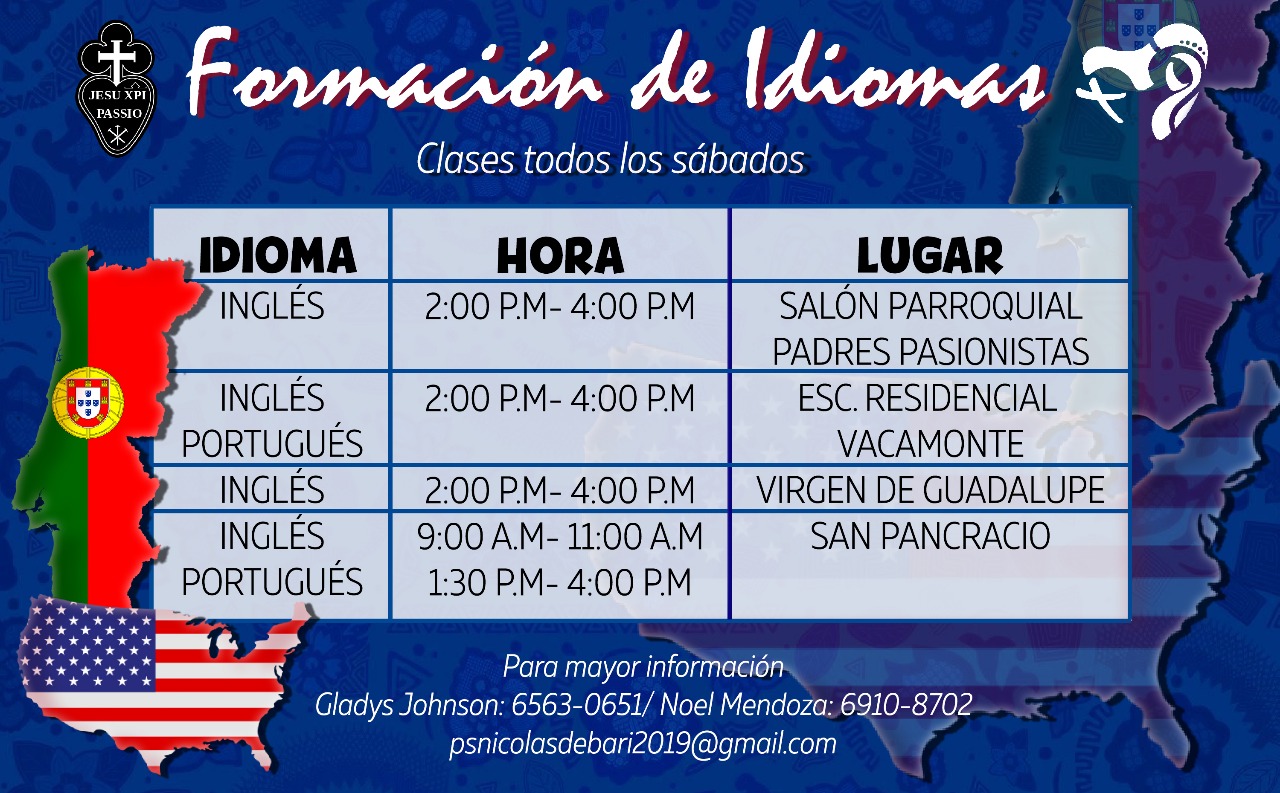 JESU XPI
PASSIO
Formación de Idiomas
Clases todos los sábados
IDIOMA HORA LUGAR
INGLÉS 2:00 P.M- 4:00 P.M SALÓN PARROQUIAL
PADRES PASIONISTAS
INGLÉS 2:00 P.M- 4:00 P.M ESC. RESIDENCIAL
PORTUGUÉS VACAMONTE
INGLÉS 2:00 P.M- 4:00 P.M VIRGEN DE GUADALUPE
INGLÉS 9:00 A.M- 11:00 A.M SAN PANCRACIO
PORTUGUÉS 1:30 P.M- 4:00 P.M
Para mayor información
Gladys Johnson: 6563-0651/ Noel Mendoza: 6910-8702
psnicolasdebari2019@gmail.com